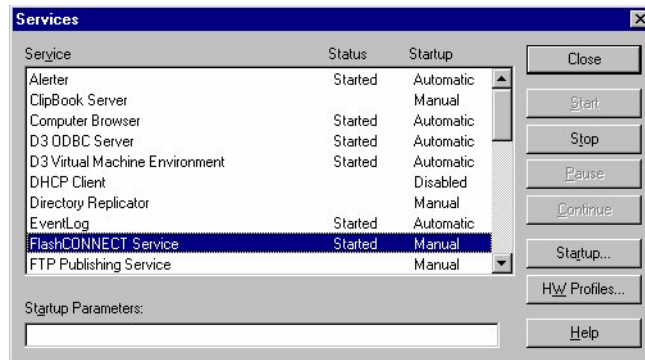 Services
Service Status Startup
Alerter Started Automatic
ClipBook Server Manual
Computer Browser Started Automatic
D3 ODBC Server Started Automatic
D3 Virtual Machine Environment Started Automatic
DHCP Client Disabled
Directory Replicator Manual
EventLog Started Automatic
FlashCONNECT Service Started Manual
FTP Publishing Service Manual
Startup Parameters:
Close
Start
Stop
Pause
Continue
Startup...
HW Profiles...
Help